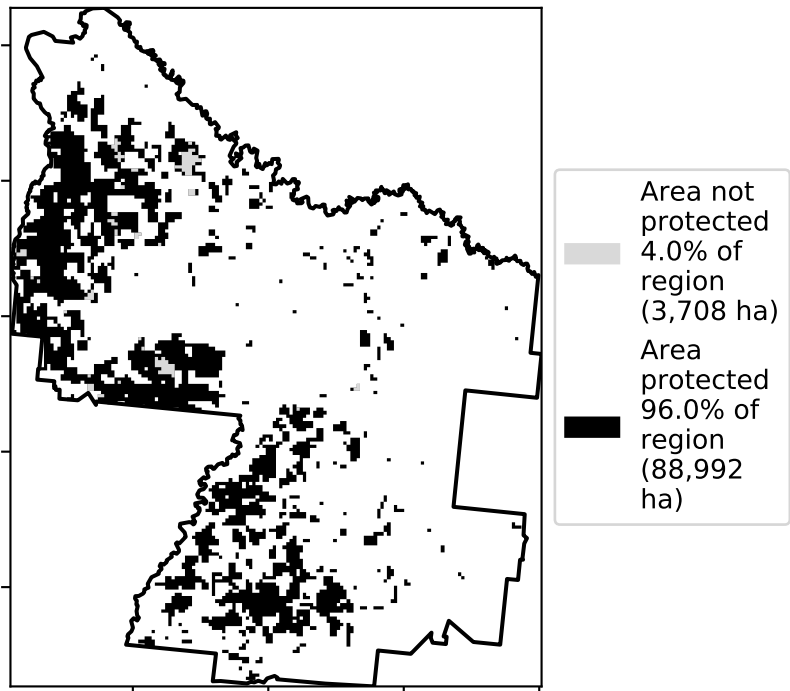 Area not
protected
4.0% of
region
(3,708 ha)
Area
protected
96.0% of
region
(88,992
ha)